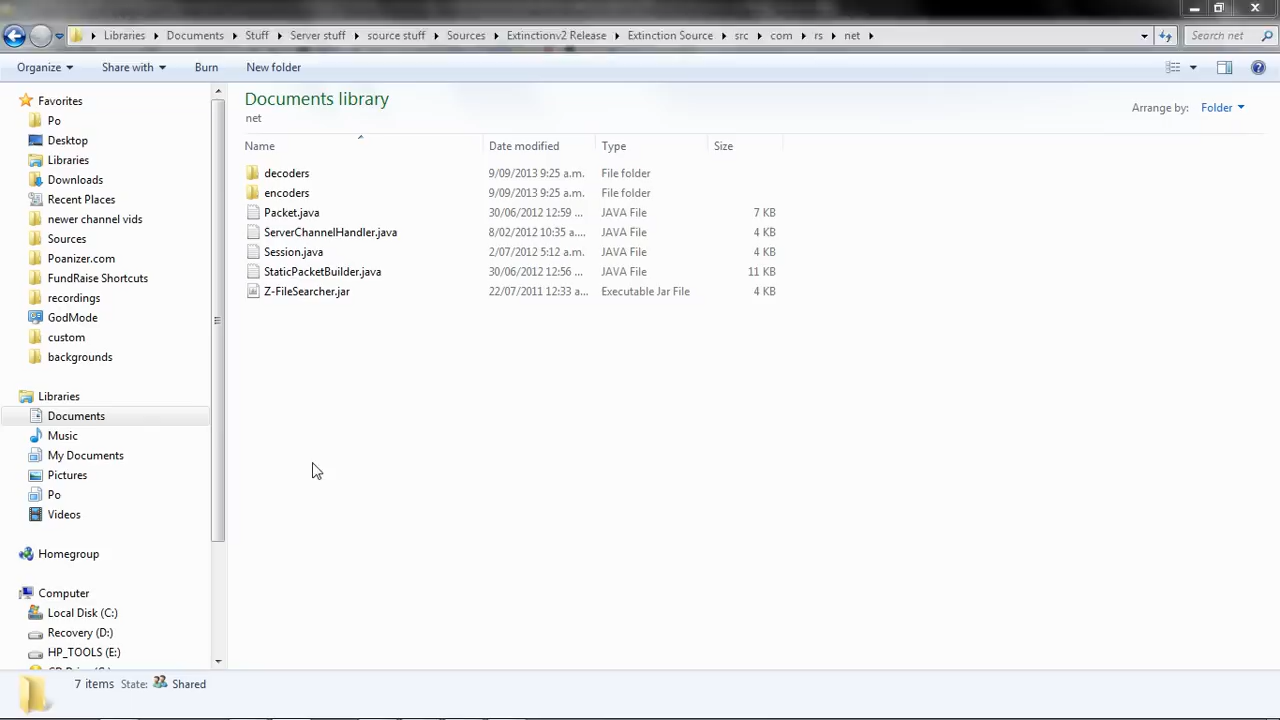 Libraries Documents Stuff Server stuff source stuff Sources Extinctionv2 Release Extinction Source src com rs net Search net
Organize Share with Burn New folder
Favorites
Po
Desktop
Libraries
Downloads
Recent Places
newer channel vids
Sources
Poanizer.com
FundRaise Shortcuts
recordings
GodMode
custom
backgrounds
Libraries
Documents
Music
My Documents
Pictures
Po
Videos
Homegroup
Computer
Local Disk (C:)
Recovery (D:)
HP_TOOLS (E:)
Documents library
net
Arrange by: Folder
Name Date modified Type Size
decoders 9/09/2013 9:25 a.m. File folder
encoders 9/09/2013 9:25 a.m. File folder
Packet.java 30/06/2012 12:59 ... JAVA File 7 KB
ServerChannelHandler.java 8/02/2012 10:35 a.... JAVA File 4 KB
Session.java 2/07/2012 5:12 a.m. JAVA File 4 KB
StaticPacketBuilder.java 30/06/2012 12:56 ... JAVA File 11 KB
Z-FileSearcher.jar 22/07/2011 12:33 a... Executable Jar File 4 KB
7 items State: Shared